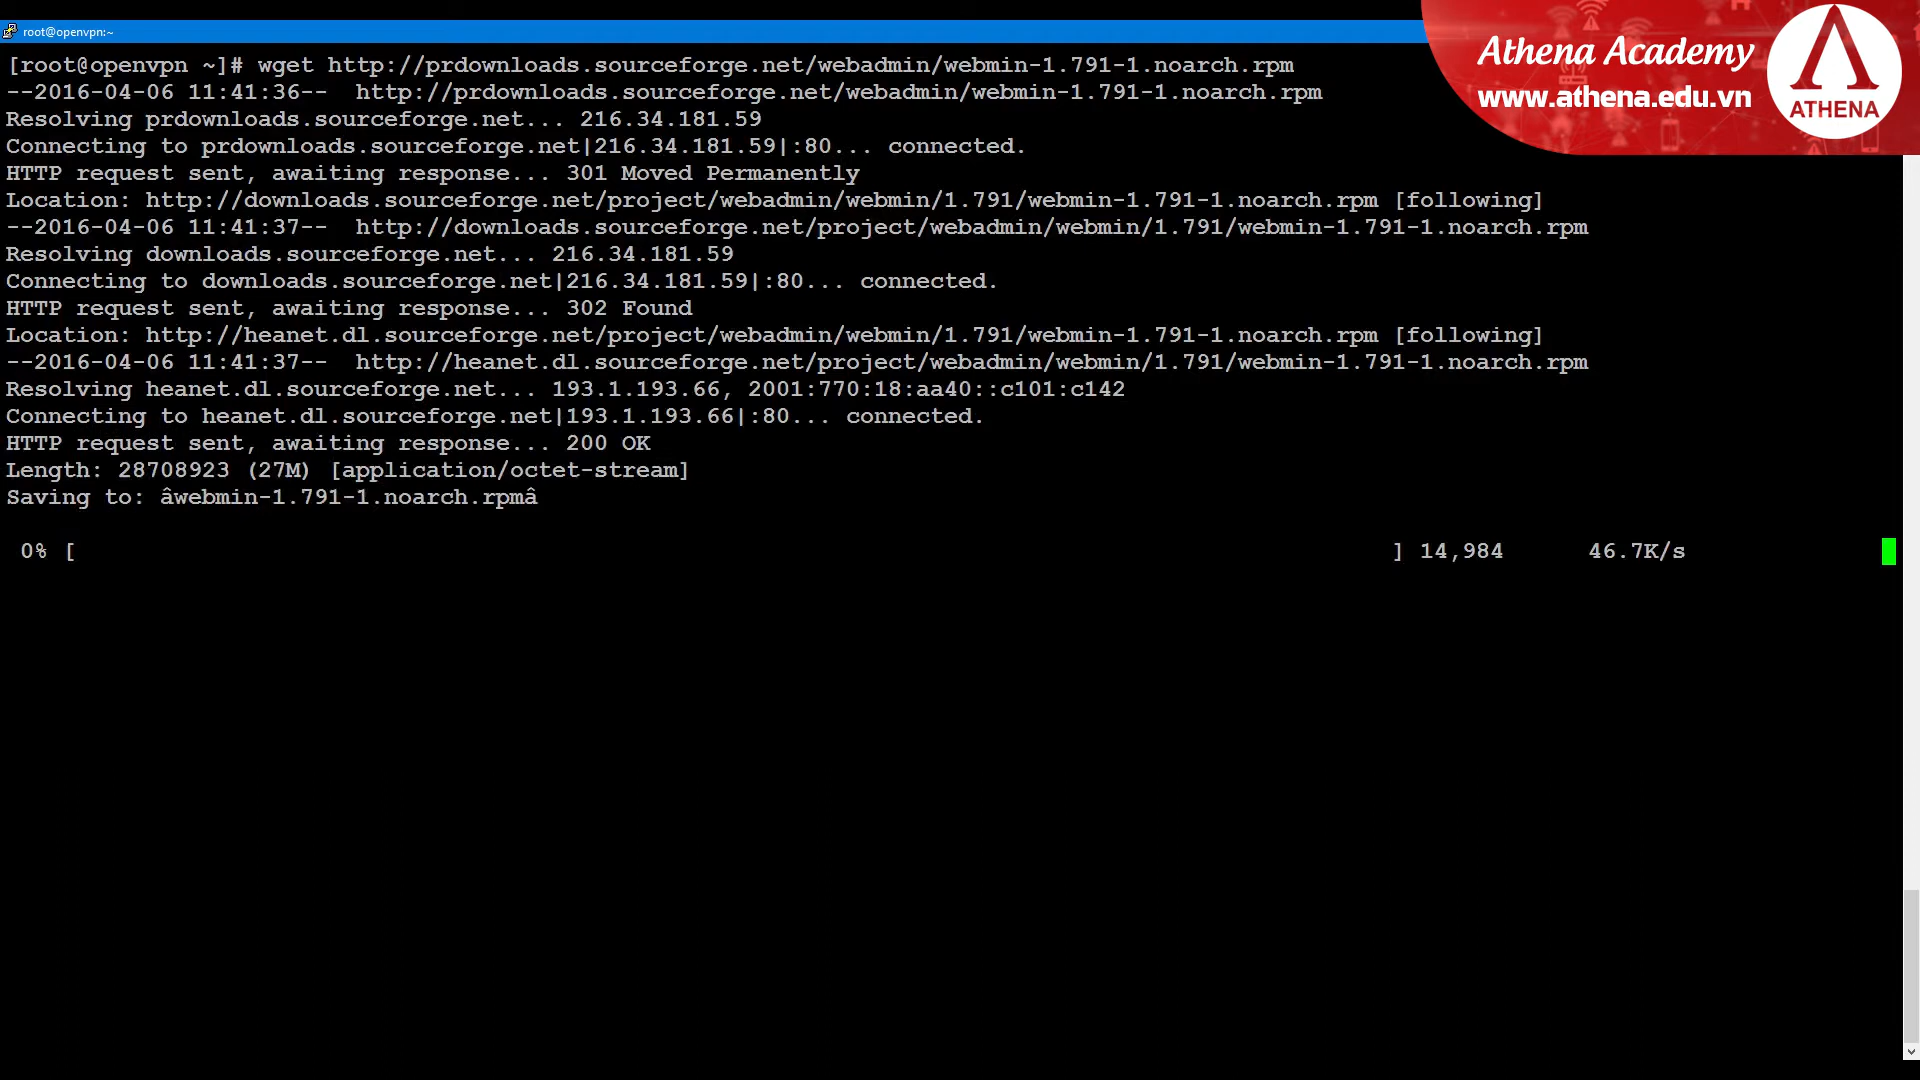 root@openvpn:~
Athena Academy
www.athena.edu.vn
ATHENA
[root@openvpn ~]# wget http://prdownloads.sourceforge.net/webadmin/webmin-1.791-1.noarch.rpm
--2016-04-06 11:41:36--  http://prdownloads.sourceforge.net/webadmin/webmin-1.791-1.noarch.rpm
Resolving prdownloads.sourceforge.net... 216.34.181.59
Connecting to prdownloads.sourceforge.net|216.34.181.59|:80... connected.
HTTP request sent, awaiting response... 301 Moved Permanently
Location: http://downloads.sourceforge.net/project/webadmin/webmin/1.791/webmin-1.791-1.noarch.rpm [following]
--2016-04-06 11:41:37--  http://downloads.sourceforge.net/project/webadmin/webmin/1.791/webmin-1.791-1.noarch.rpm
Resolving downloads.sourceforge.net... 216.34.181.59
Connecting to downloads.sourceforge.net|216.34.181.59|:80... connected.
HTTP request sent, awaiting response... 302 Found
Location: http://heanet.dl.sourceforge.net/project/webadmin/webmin/1.791/webmin-1.791-1.noarch.rpm [following]
--2016-04-06 11:41:37--  http://heanet.dl.sourceforge.net/project/webadmin/webmin/1.791/webmin-1.791-1.noarch.rpm
Resolving heanet.dl.sourceforge.net... 193.1.193.66, 2001:770:18:aa40::c101:c142
Connecting to heanet.dl.sourceforge.net|193.1.193.66|:80... connected.
HTTP request sent, awaiting response... 200 OK
Length: 28708923 (27M) [application/octet-stream]
Saving to: âwebmin-1.791-1.noarch.rpmâ
0% [ ] 14,984 46.7K/s